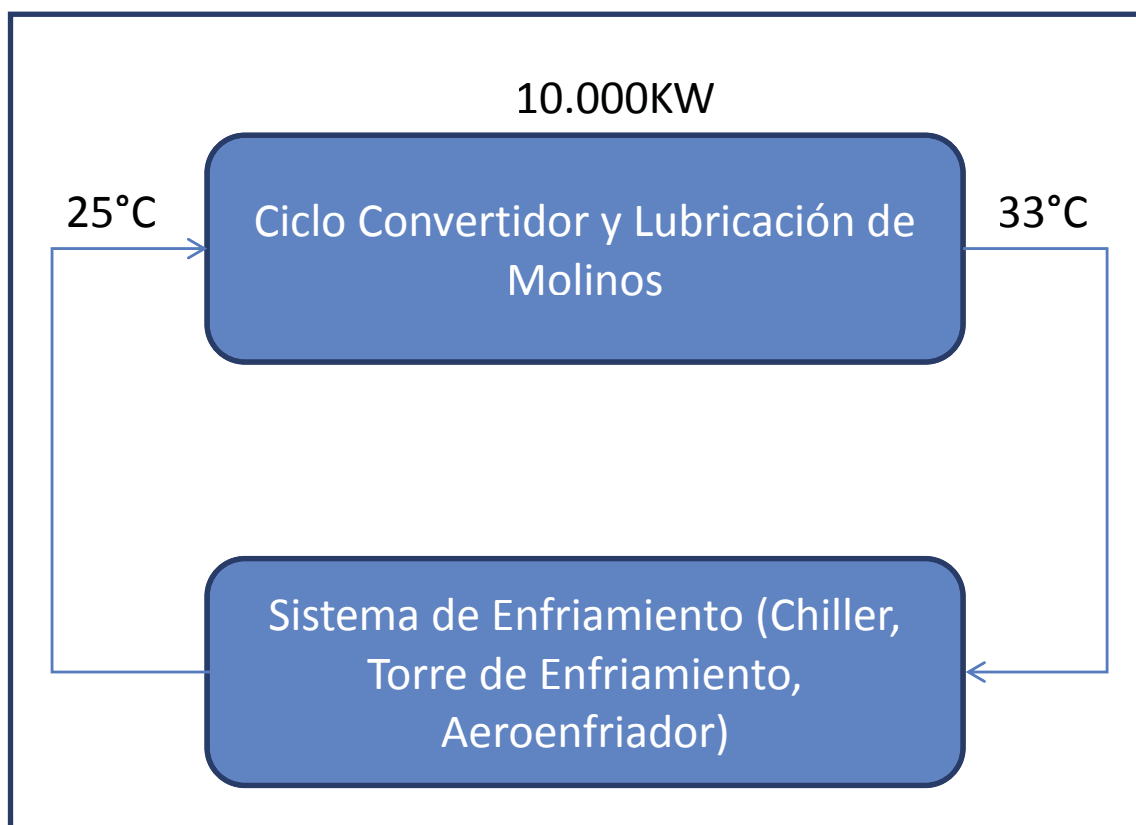 10.000KW
25°C
Ciclo Convertidor y Lubricación de
Molinos
33°C
Sistema de Enfriamiento (Chiller,
Torre de Enfriamiento,
Aeroenfriador)